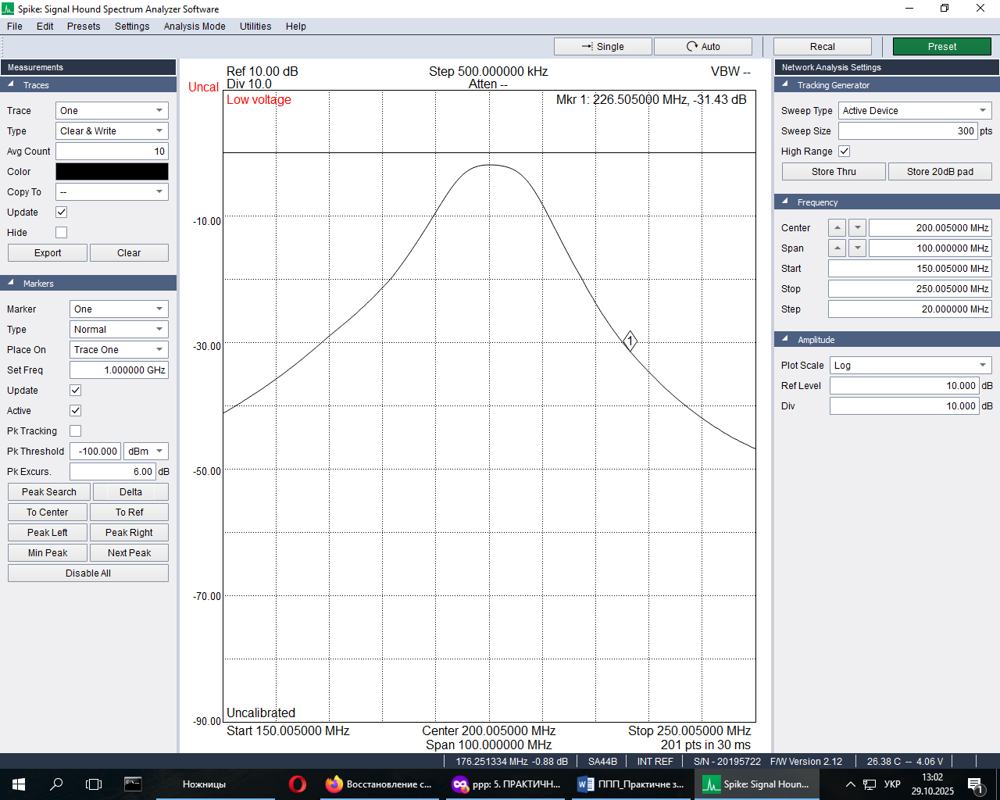 Spike: Signal Hound Spectrum Analyzer Software
File Edit Presets Settings Analysis Mode Utilities Help
Single Auto Recal Preset
Measurements
Traces
Trace One
Type Clear & Write
Avg Count 10
Color
Copy To --
Update
Hide
Export Clear
Markers
Marker One
Type Normal
Place On Trace One
Set Freq 1.000000 GHz
Update
Active
Pk Tracking
Pk Threshold -100.000 dBm
Pk Excurs. 6.00 dB
Peak Search Delta
To Center To Ref
Peak Left Peak Right
Min Peak Next Peak
Disable All
Ref 10.00 dB Step 500.000000 kHz VBW --
Div 10.0 Atten --
Uncal
Low voltage Mkr 1: 226.505000 MHz, -31.43 dB
-10.00
-30.00
1
-50.00
-70.00
-90.00
Uncalibrated
Start 150.005000 MHz Center 200.005000 MHz Stop 250.005000 MHz
Span 100.000000 MHz 201 pts in 30 ms
Network Analysis Settings
Tracking Generator
Sweep Type Active Device
Sweep Size 300 pts
High Range
Store Thru Store 20dB pad
Frequency
Center 200.005000 MHz
Span 100.000000 MHz
Start 150.005000 MHz
Stop 250.005000 MHz
Step 20.000000 MHz
Amplitude
Plot Scale Log
Ref Level 10.000 dB
Div 10.000 dB
176.251334 MHz -0.88 dB SA44B INT REF S/N - 20195722 F/W Version 2.12 26.38 C -- 4.06 V
Ножницы Восстановление с... ppp: 5. ПРАКТИЧН... ППП_Практичне з... Spike: Signal Houn... УКР 13:02
29.10.2025
1